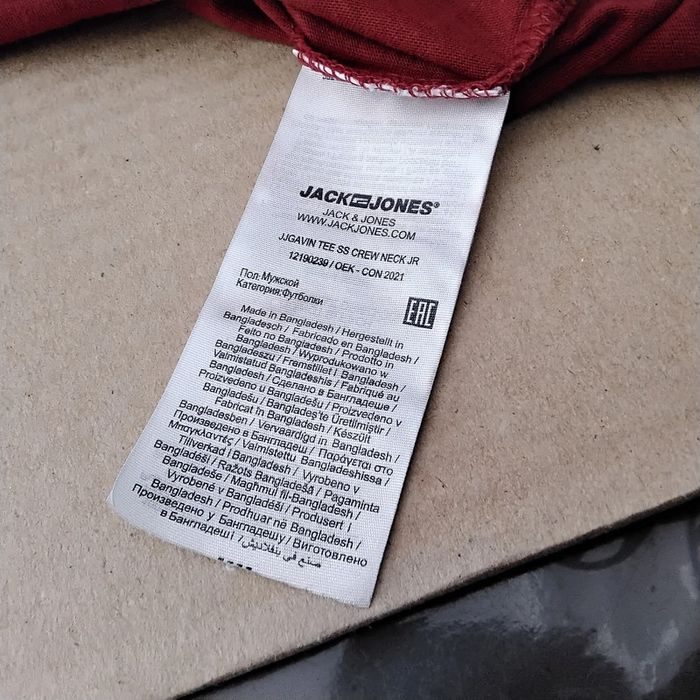 JACK JONES®
JACK & JONES
WWW.JACKJONES.COM
JJGAVIN TEE SS CREW NECK JR
12190239 / OEK - CON 2021
Пол:Мужской
Категория:Футболки
EAC
Made in Bangladesh / Hergestellt in
Bangladesch / Fabricado en Bangladesh /
Feito no Bangladesh / Prodotto in
Bangladesh / Wyprodukowano w
Bangladeszu / Fremstillet i Bangladesh /
Valmistatud Bangladeshis / Fabriqué au
Bangladesh / Сделано в Бангладеше /
Proizvedeno u Bangladešu / Proizvedeno v
Bangladešu / Bangladeş'te Üretilmiştir /
Fabricat în Bangladesh / Készült
Bangladesben / Vervaardigd in Bangladesh /
Произведено в Бангладеш / Παράγεται στο
Μπαγκλαντές / Valmistettu Bangladeshissa /
Tillverkad i Bangladesh / Vyrobeno v
Bangladéši / Ražots Bangladešā / Pagaminta
Bangladeše / Magħmul fil-Bangladesh /
Vyrobené v Bangladéši / Produsert i
Bangladesh / Prodhuar në Bangladesh /
Произведено у Бангладешу / Виготовлено
в Бангладеші / صنع في بنغلاديش